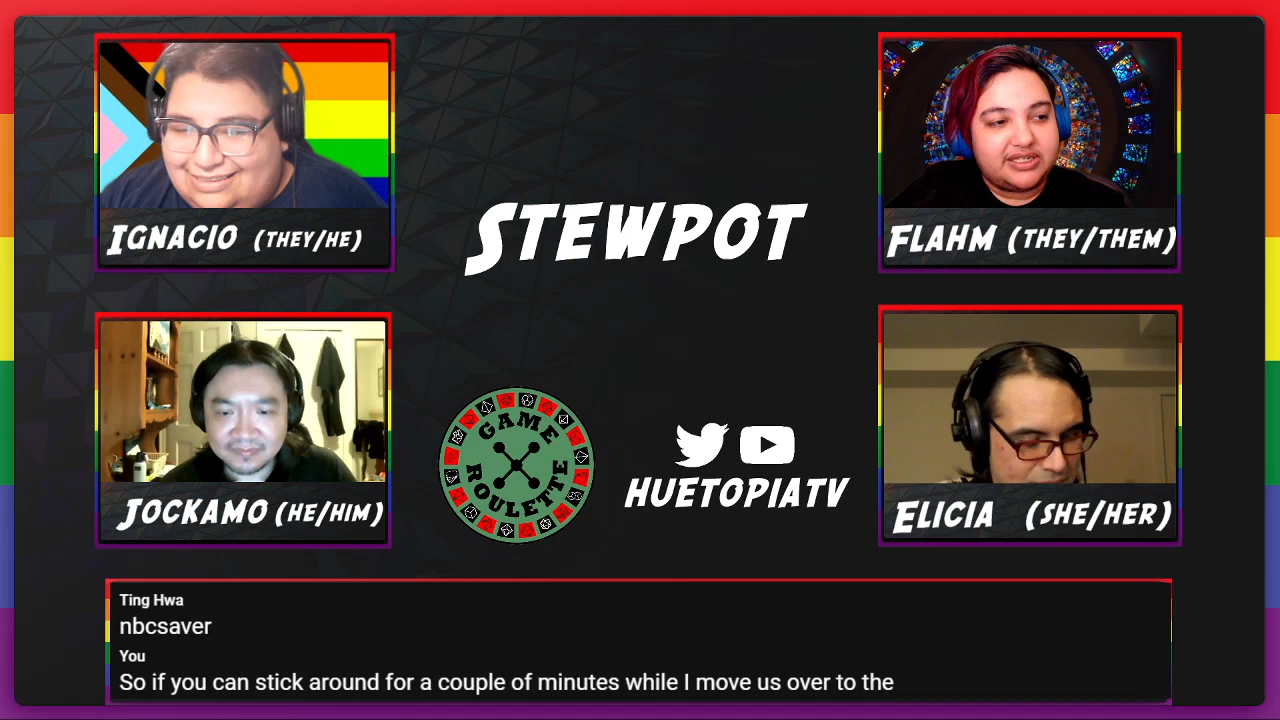 STEWPOT
IGNACIO (THEY/HE)
FLAHM (THEY/THEM)
JOCKAMO (HE/HIM)
ELICIA (SHE/HER)
GAME
ROULETTE
HUETOPIATV
Ting Hwa
nbcsaver
You
So if you can stick around for a couple of minutes while I move us over to the